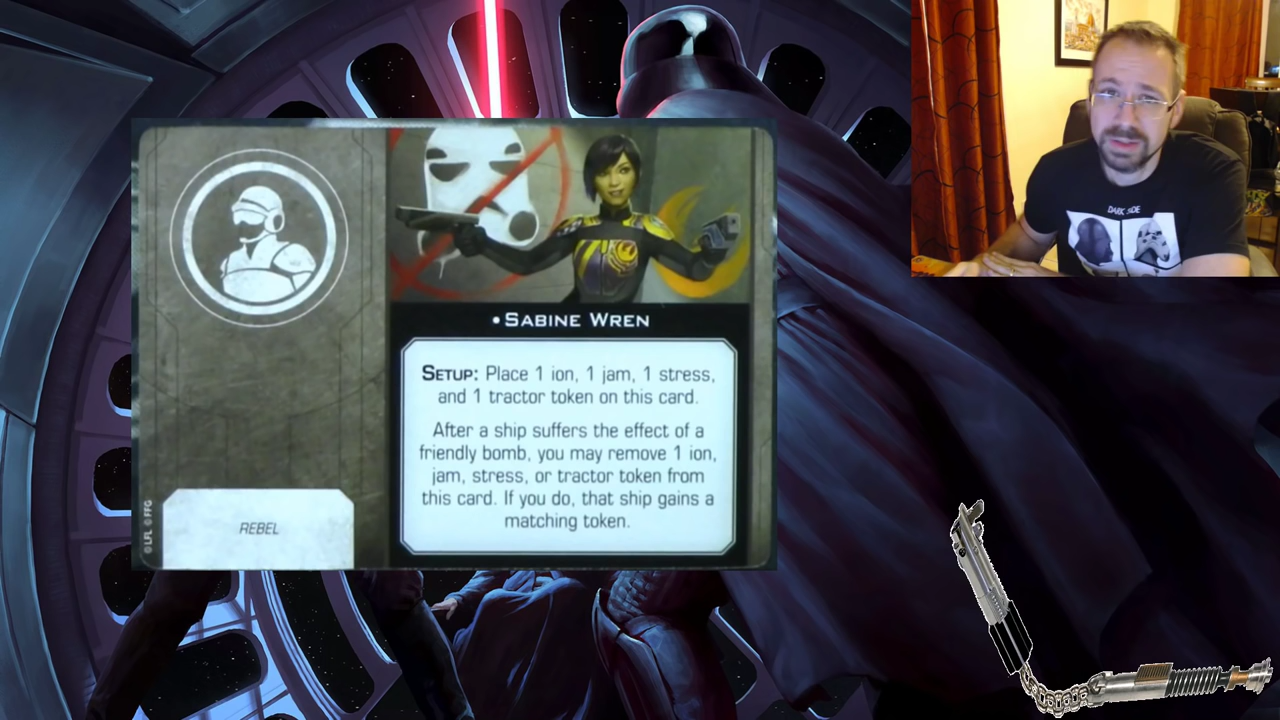 DARK SIDE
• SABINE WREN
SETUP: Place 1 ion, 1 jam, 1 stress,
and 1 tractor token on this card.
After a ship suffers the effect of a
friendly bomb, you may remove 1 ion,
jam, stress, or tractor token from
this card. If you do, that ship gains a
matching token.
REBEL
©LFL ©FFG